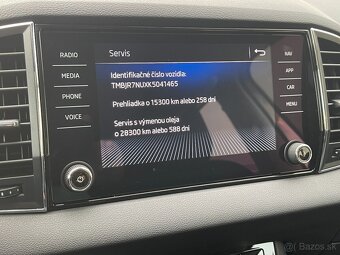 RADIO
MEDIA
PHONE
VOICE
Servis
Identifikačné číslo vozidla:
TMBJR7NUXK5041465
Prehliadka o 15300 km alebo 258 dní
Servis s výmenou oleja
o 28300 km alebo 588 dní
NAV
APP
CAR
MENU
Bazos.sk